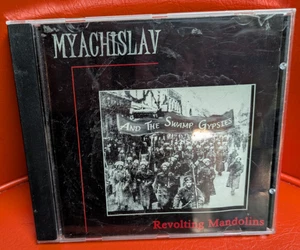 MYACHISLAV
AND THE SWAMP GYPSIES
Revolting Mandolins